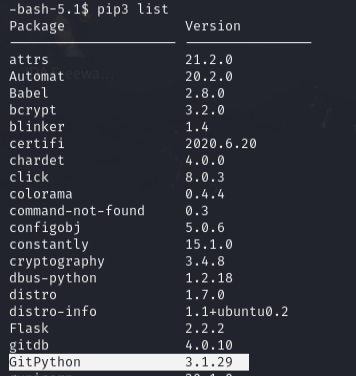 -bash-5.1$ pip3 list
Package Version
attrs 21.2.0
Automat 20.2.0
Babel 2.8.0
bcrypt 3.2.0
blinker 1.4
certifi 2020.6.20
chardet 4.0.0
click 8.0.3
colorama 0.4.4
command-not-found 0.3
configobj 5.0.6
constantly 15.1.0
cryptography 3.4.8
dbus-python 1.2.18
distro 1.7.0
distro-info 1.1+ubuntu0.2
Flask 2.2.2
gitdb 4.0.10
GitPython 3.1.29